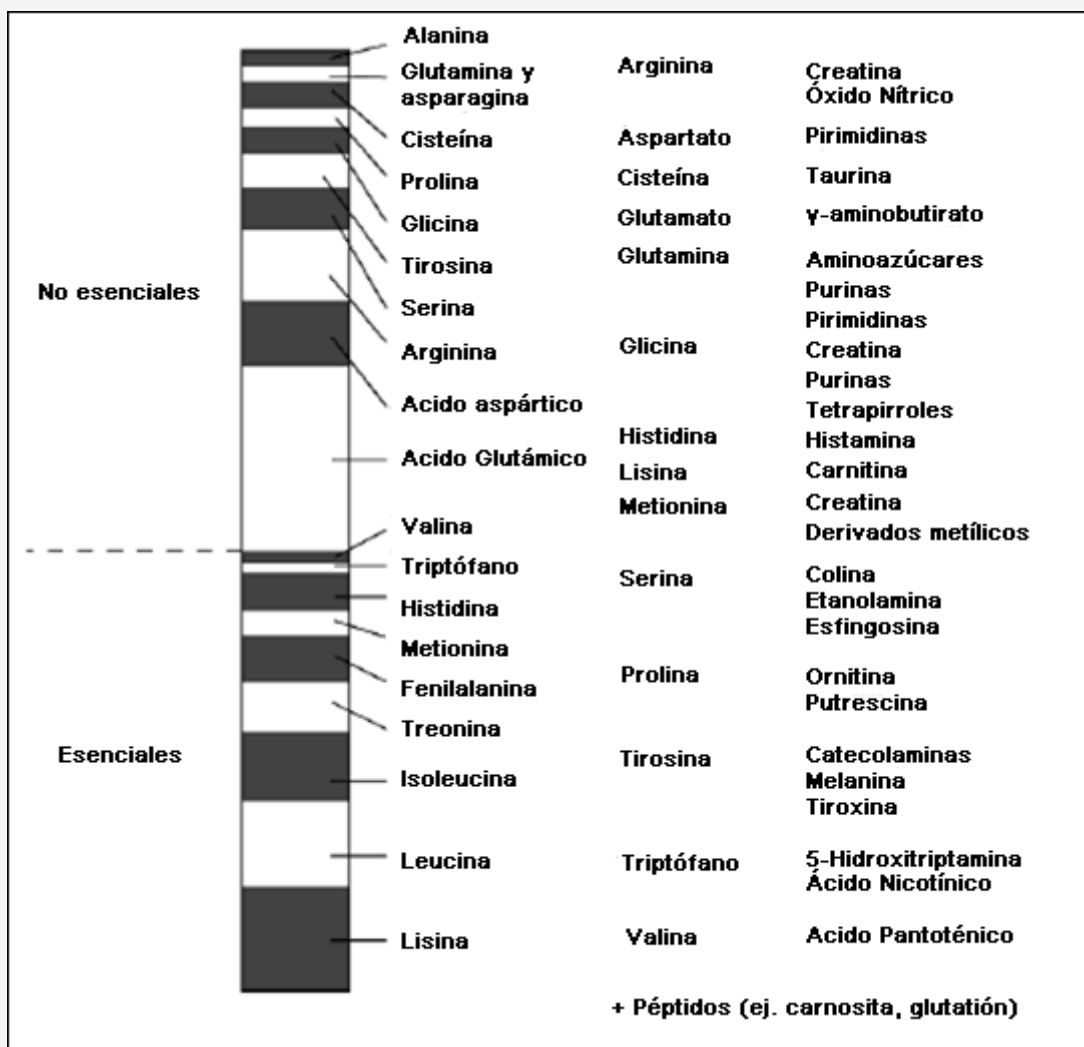 No esenciales
Esenciales
Alanina
Glutamina y
asparagina
Cisteína
Prolina
Glicina
Tirosina
Serina
Arginina
Acido aspártico
Acido Glutámico
Valina
Triptófano
Histidina
Metionina
Fenilalanina
Treonina
Isoleucina
Leucina
Lisina
Arginina Creatina
Óxido Nítrico
Aspartato Pirimidinas
Cisteína Taurina
Glutamato γ-aminobutirato
Glutamina Aminoazúcares
Purinas
Pirimidinas
Glicina Creatina
Purinas
Tetrapirroles
Histidina Histamina
Lisina Carnitina
Metionina Creatina
Derivados metílicos
Serina Colina
Etanolamina
Esfingosina
Prolina Ornitina
Putrescina
Tirosina Catecolaminas
Melanina
Tiroxina
Triptófano 5-Hidroxitriptamina
Ácido Nicotínico
Valina Acido Pantoténico
+ Péptidos (ej. carnosita, glutatión)